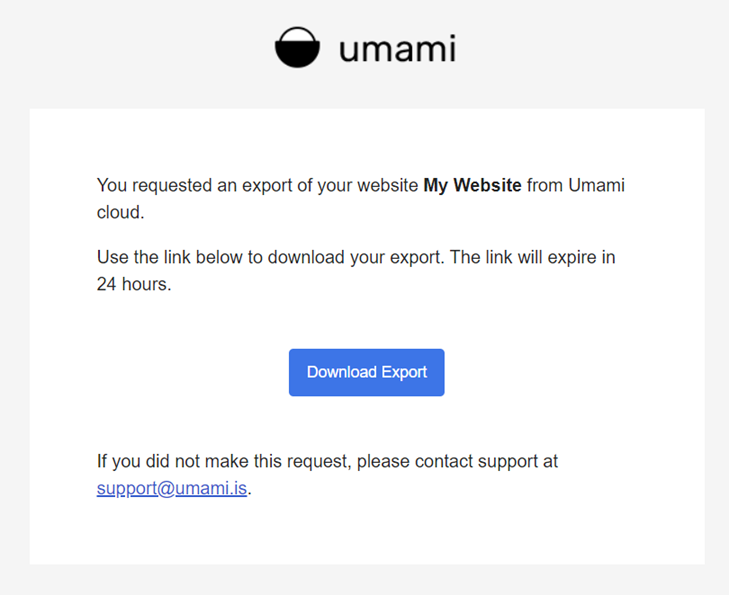 umami
You requested an export of your website My Website from Umami
cloud.
Use the link below to download your export. The link will expire in
24 hours.
Download Export
If you did not make this request, please contact support at
support@umami.is.